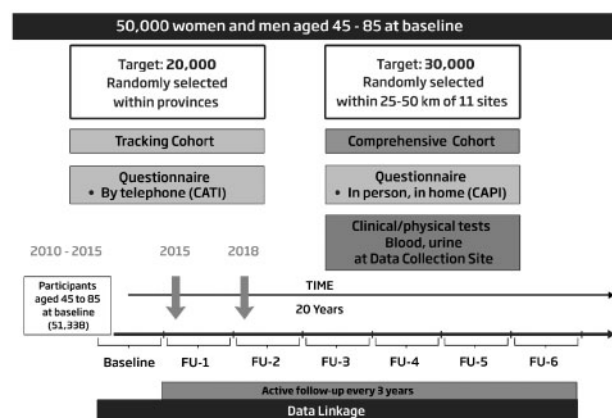 50,000 women and men aged 45 - 85 at baseline
Target: 20,000
Randomly selected
within provinces
Target: 30,000
Randomly selected
within 25-50 km of 11 sites
Tracking Cohort
Comprehensive Cohort
Questionnaire
• By telephone (CATI)
Questionnaire
• In person, in home (CAPI)
Clinical/physical tests
Blood, urine
at Data Collection Site
2010 - 2015
2015
2018
Participants
aged 45 to 85
at baseline
(51,338)
TIME
20 Years
Baseline
FU-1
FU-2
FU-3
FU-4
FU-5
FU-6
Active follow-up every 3 years
Data Linkage